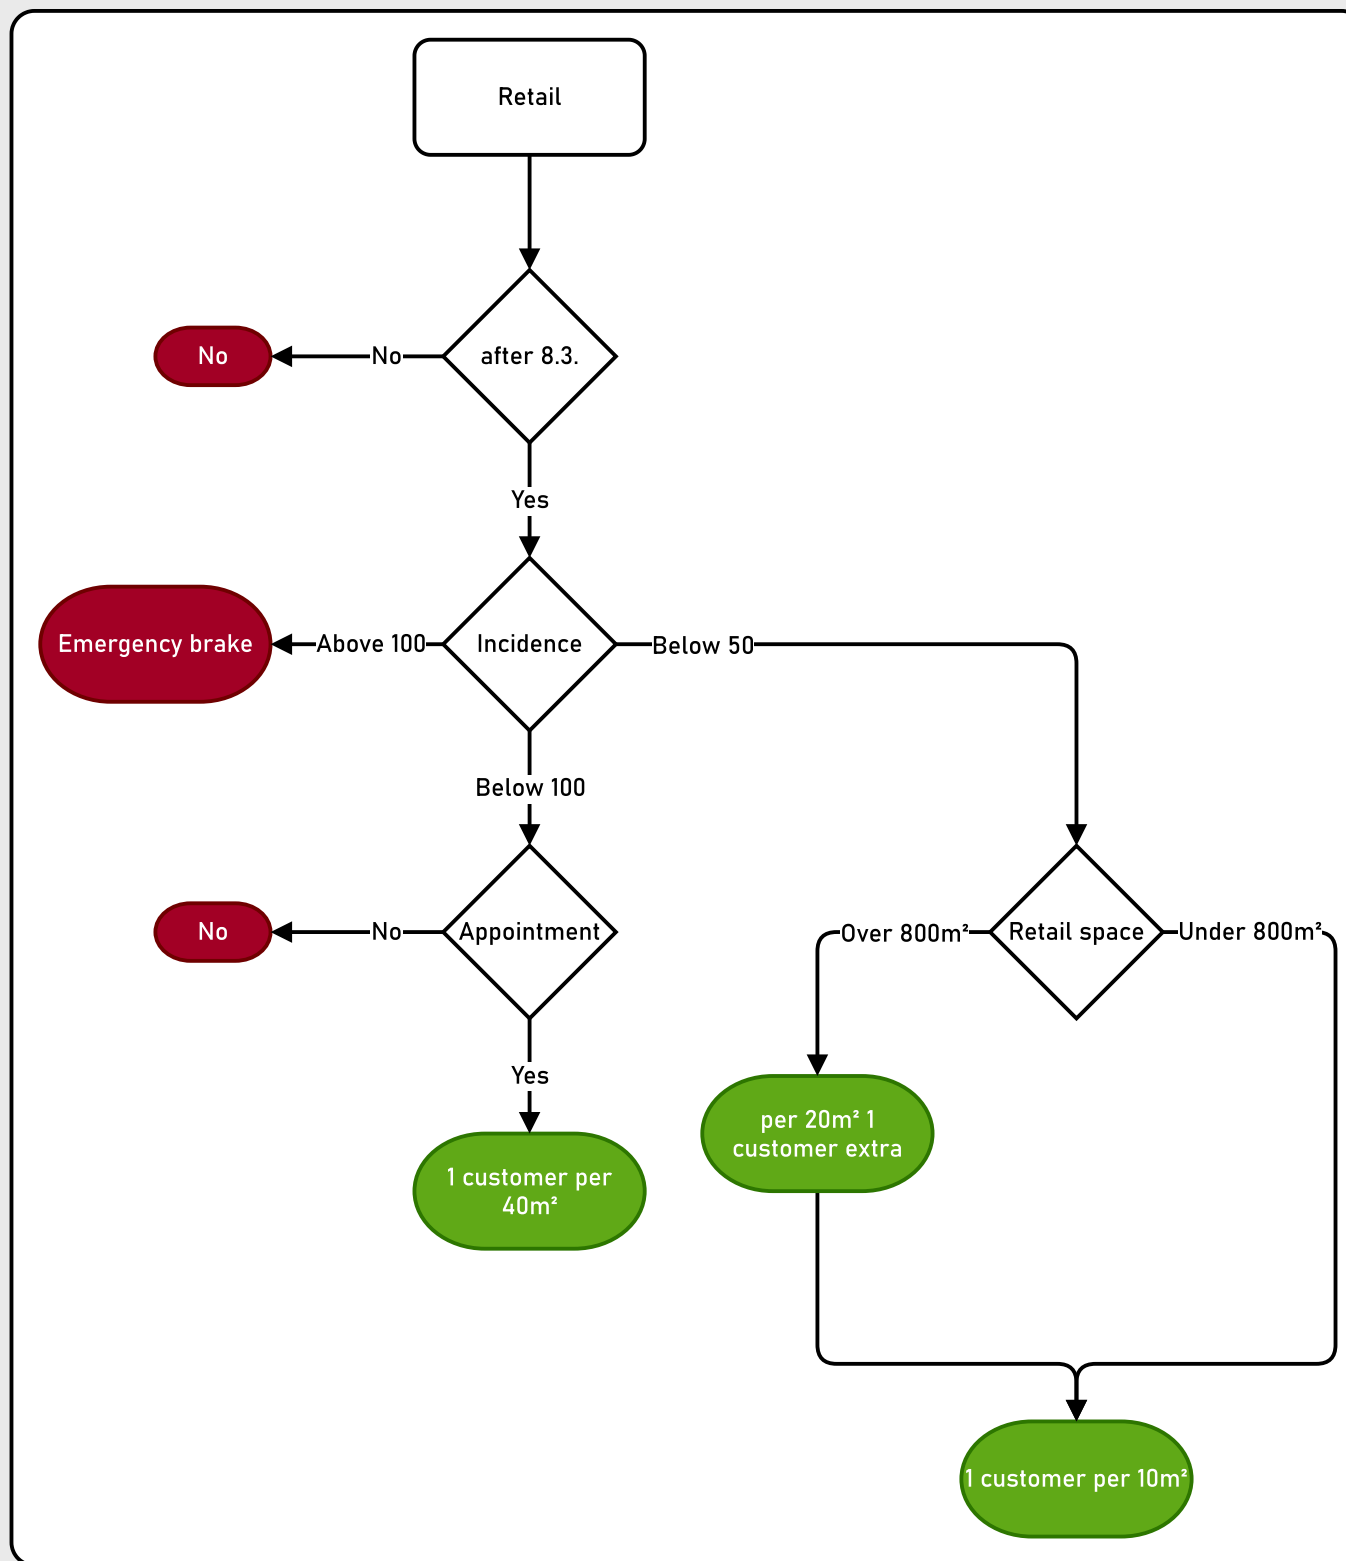 Retail
after 8.3.
No
No
Yes
Incidence
Above 100
Emergency brake
Below 50
Below 100
Appointment
No
No
Yes
1 customer per
40m²
Retail space
Over 800m²
Under 800m²
per 20m² 1
customer extra
1 customer per 10m²